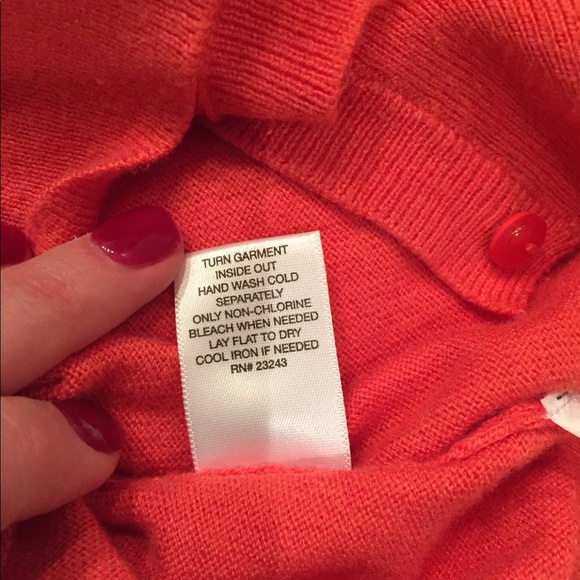 TURN GARMENT
INSIDE OUT
HAND WASH COLD
SEPARATELY
ONLY NON-CHLORINE
BLEACH WHEN NEEDED
LAY FLAT TO DRY
COOL IRON IF NEEDED
RN# 23243